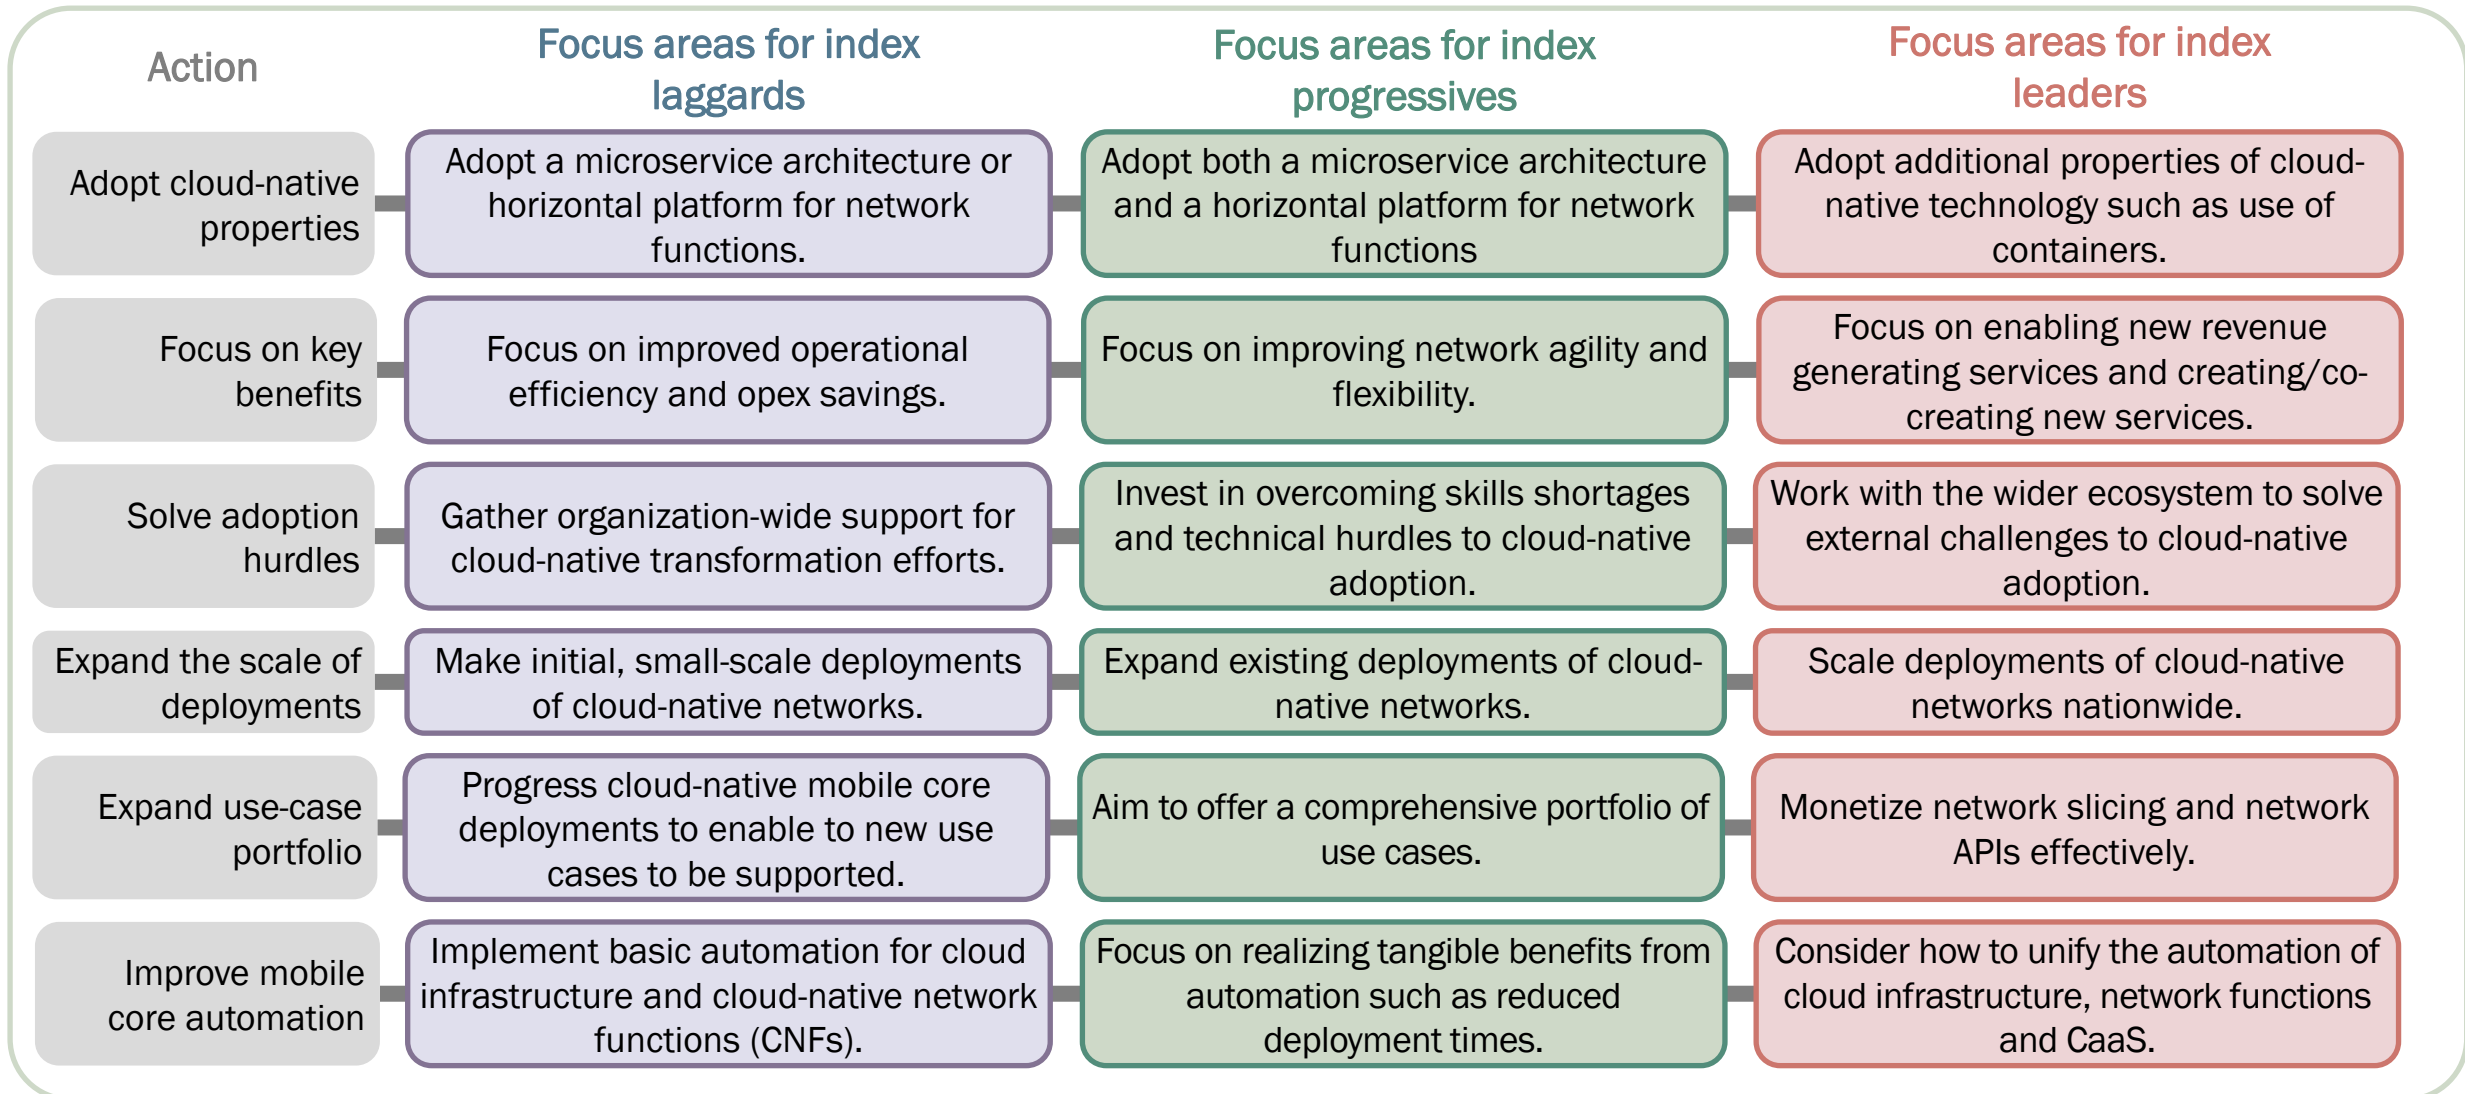 Action
Focus areas for index
laggards
Focus areas for index
progressives
Focus areas for index
leaders
Adopt cloud-native
properties
Adopt a microservice architecture or
horizontal platform for network
functions.
Adopt both a microservice architecture
and a horizontal platform for network
functions
Adopt additional properties of cloud-
native technology such as use of
containers.
Focus on key
benefits
Focus on improved operational
efficiency and opex savings.
Focus on improving network agility and
flexibility.
Focus on enabling new revenue
generating services and creating/co-
creating new services.
Solve adoption
hurdles
Gather organization-wide support for
cloud-native transformation efforts.
Invest in overcoming skills shortages
and technical hurdles to cloud-native
adoption.
Work with the wider ecosystem to solve
external challenges to cloud-native
adoption.
Expand the scale of
deployments
Make initial, small-scale deployments
of cloud-native networks.
Expand existing deployments of cloud-
native networks.
Scale deployments of cloud-native
networks nationwide.
Expand use-case
portfolio
Progress cloud-native mobile core
deployments to enable to new use
cases to be supported.
Aim to offer a comprehensive portfolio of
use cases.
Monetize network slicing and network
APIs effectively.
Improve mobile
core automation
Implement basic automation for cloud
infrastructure and cloud-native network
functions (CNFs).
Focus on realizing tangible benefits from
automation such as reduced
deployment times.
Consider how to unify the automation of
cloud infrastructure, network functions
and CaaS.